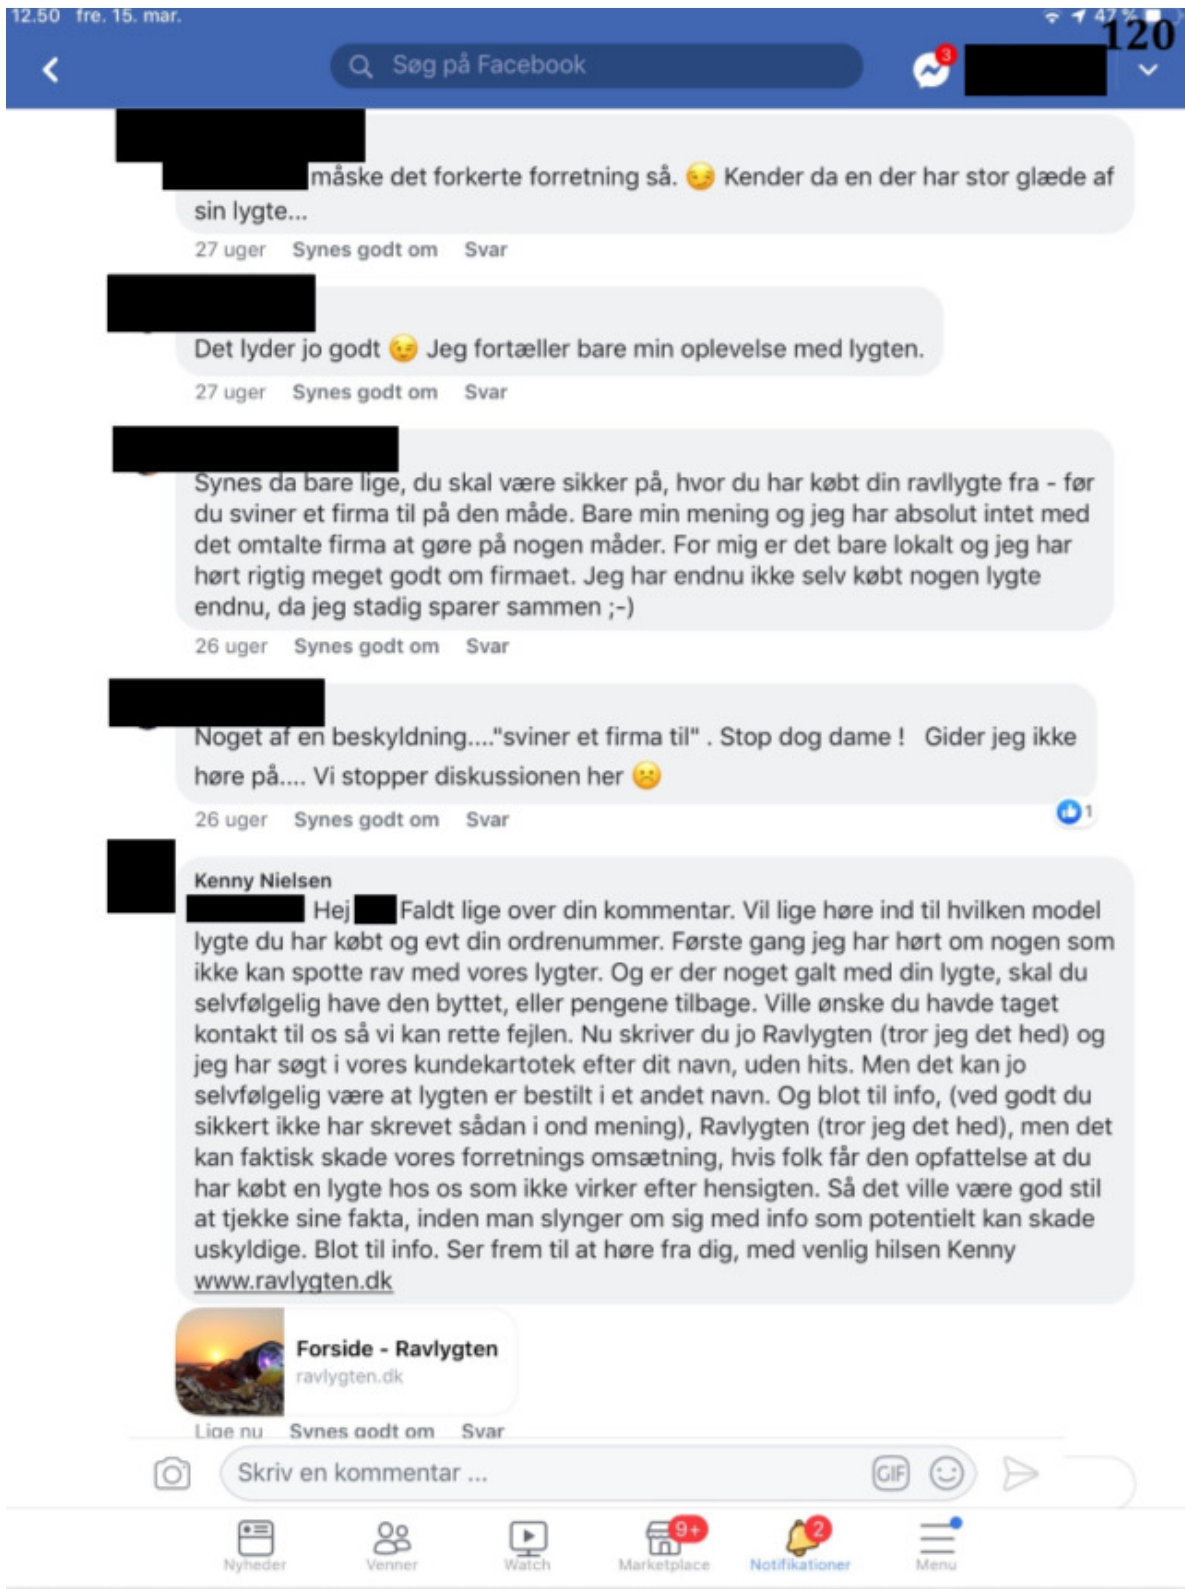 12.50 fre. 15. mar.
47 %
120
Søg på Facebook
3
måske det forkerte forretning så. 😏 Kender da en der har stor glæde af
sin lygte...
27 uger Synes godt om Svar
Det lyder jo godt 😉 Jeg fortæller bare min oplevelse med lygten.
27 uger Synes godt om Svar
Synes da bare lige, du skal være sikker på, hvor du har købt din ravllygte fra - før
du sviner et firma til på den måde. Bare min mening og jeg har absolut intet med
det omtalte firma at gøre på nogen måder. For mig er det bare lokalt og jeg har
hørt rigtig meget godt om firmaet. Jeg har endnu ikke selv købt nogen lygte
endnu, da jeg stadig sparer sammen ;-)
26 uger Synes godt om Svar
Noget af en beskyldning...."sviner et firma til" . Stop dog dame ! Gider jeg ikke
høre på.... Vi stopper diskussionen her ☹️
26 uger Synes godt om Svar
1
Kenny Nielsen
Hej Faldt lige over din kommentar. Vil lige høre ind til hvilken model
lygte du har købt og evt din ordrenummer. Første gang jeg har hørt om nogen som
ikke kan spotte rav med vores lygter. Og er der noget galt med din lygte, skal du
selvfølgelig have den byttet, eller pengene tilbage. Ville ønske du havde taget
kontakt til os så vi kan rette fejlen. Nu skriver du jo Ravlygten (tror jeg det hed) og
jeg har søgt i vores kundekartotek efter dit navn, uden hits. Men det kan jo
selvfølgelig være at lygten er bestilt i et andet navn. Og blot til info, (ved godt du
sikkert ikke har skrevet sådan i ond mening), Ravlygten (tror jeg det hed), men det
kan faktisk skade vores forretnings omsætning, hvis folk får den opfattelse at du
har købt en lygte hos os som ikke virker efter hensigten. Så det ville være god stil
at tjekke sine fakta, inden man slynger om sig med info som potentielt kan skade
uskyldige. Blot til info. Ser frem til at høre fra dig, med venlig hilsen Kenny
www.ravlygten.dk
Forside - Ravlygten
ravlygten.dk
Lige nu Synes godt om Svar
Skriv en kommentar ...
GIF
9+
2
Nyheder Venner Watch Marketplace Notifikationer Menu